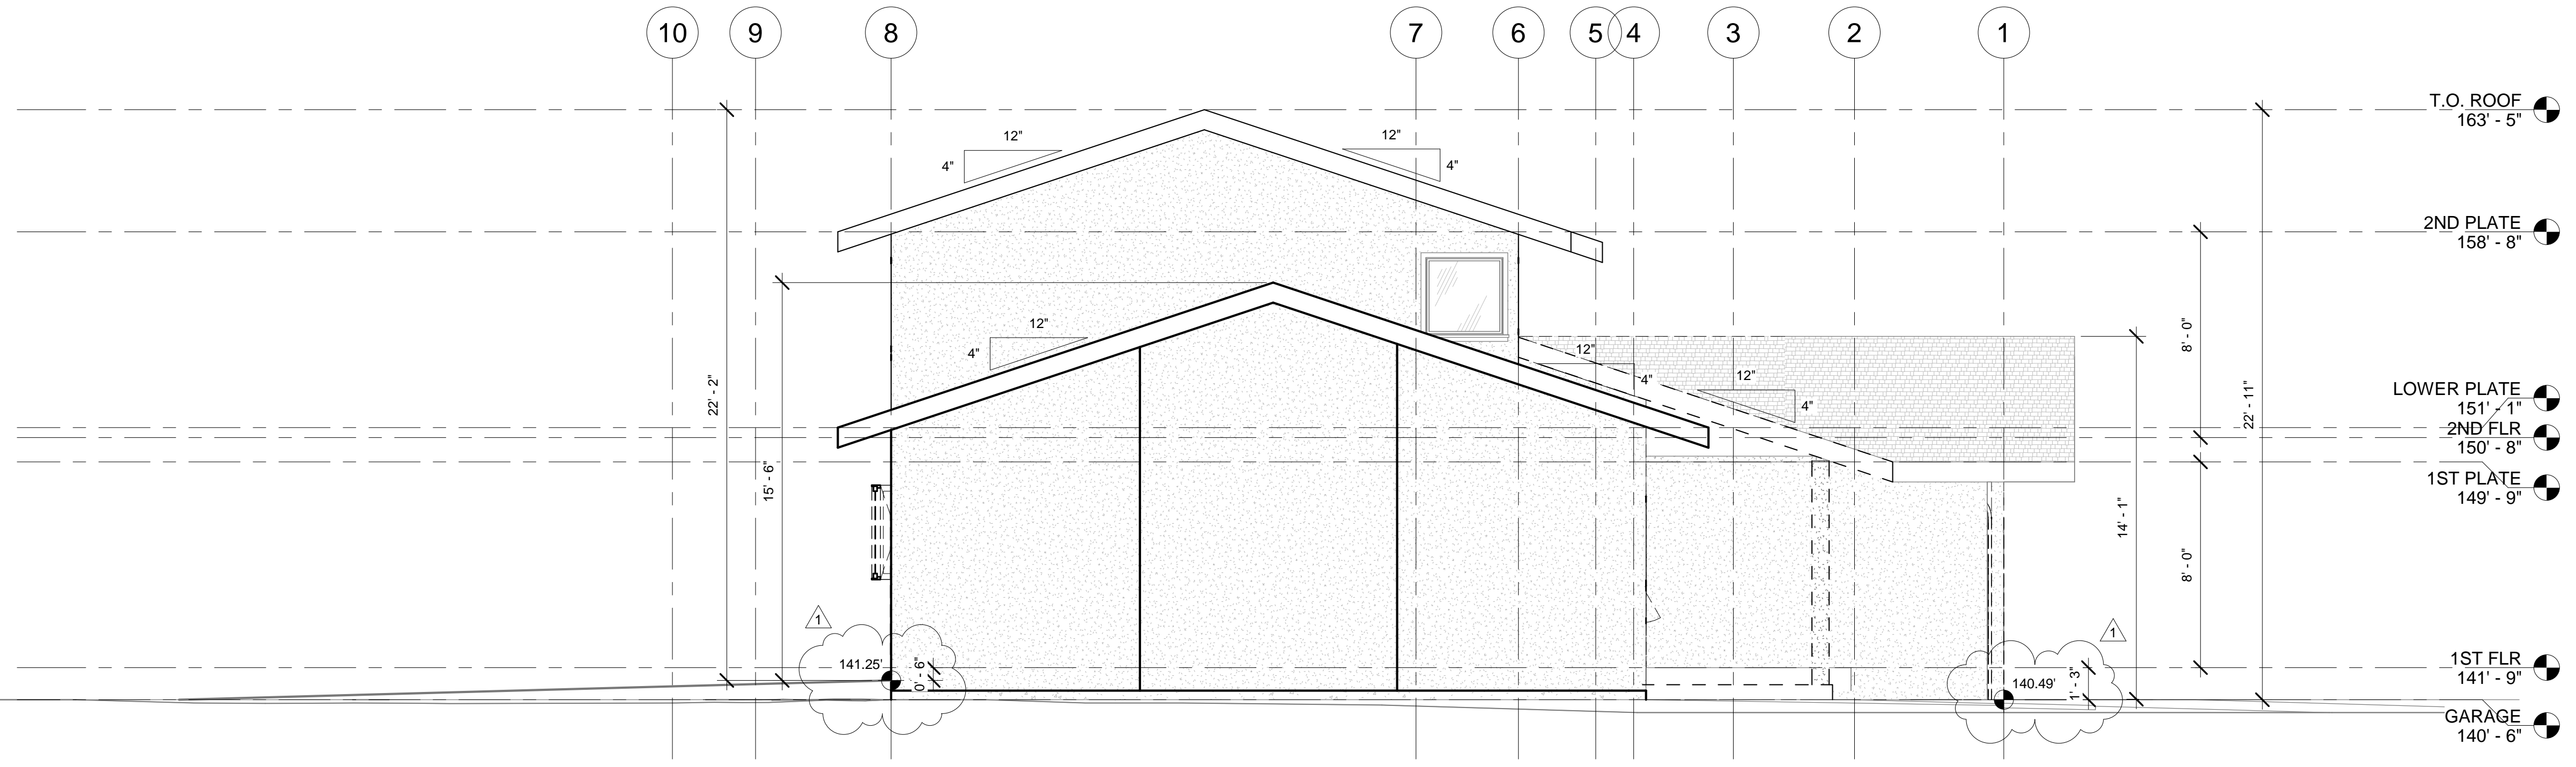 10
9
8
7
6
5
4
3
2
1
T.O. ROOF
163' - 5"
12"
4"
12"
4"
2ND PLATE
158' - 8"
12"
4"
12"
4"
12"
4"
22' - 2"
15' - 6"
14' - 1"
8' - 0"
22' - 11"
LOWER PLATE
151' - 1"
2ND FLR
150' - 8"
1ST PLATE
149' - 9"
8' - 0"
1
141.25'
0' - 6"
1
140.49'
1' - 3"
1ST FLR
141' - 9"
GARAGE
140' - 6"